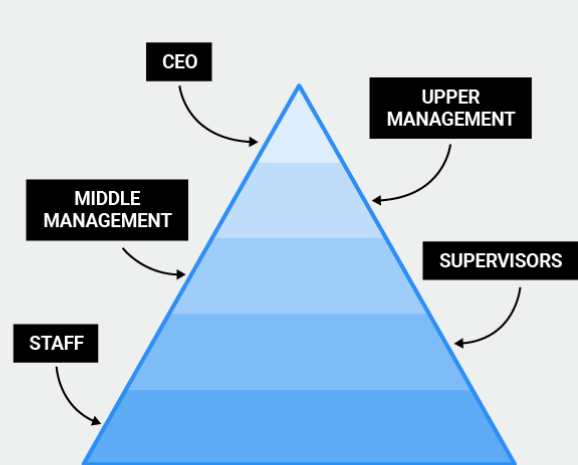 CEO
UPPER
MANAGEMENT
MIDDLE
MANAGEMENT
SUPERVISORS
STAFF